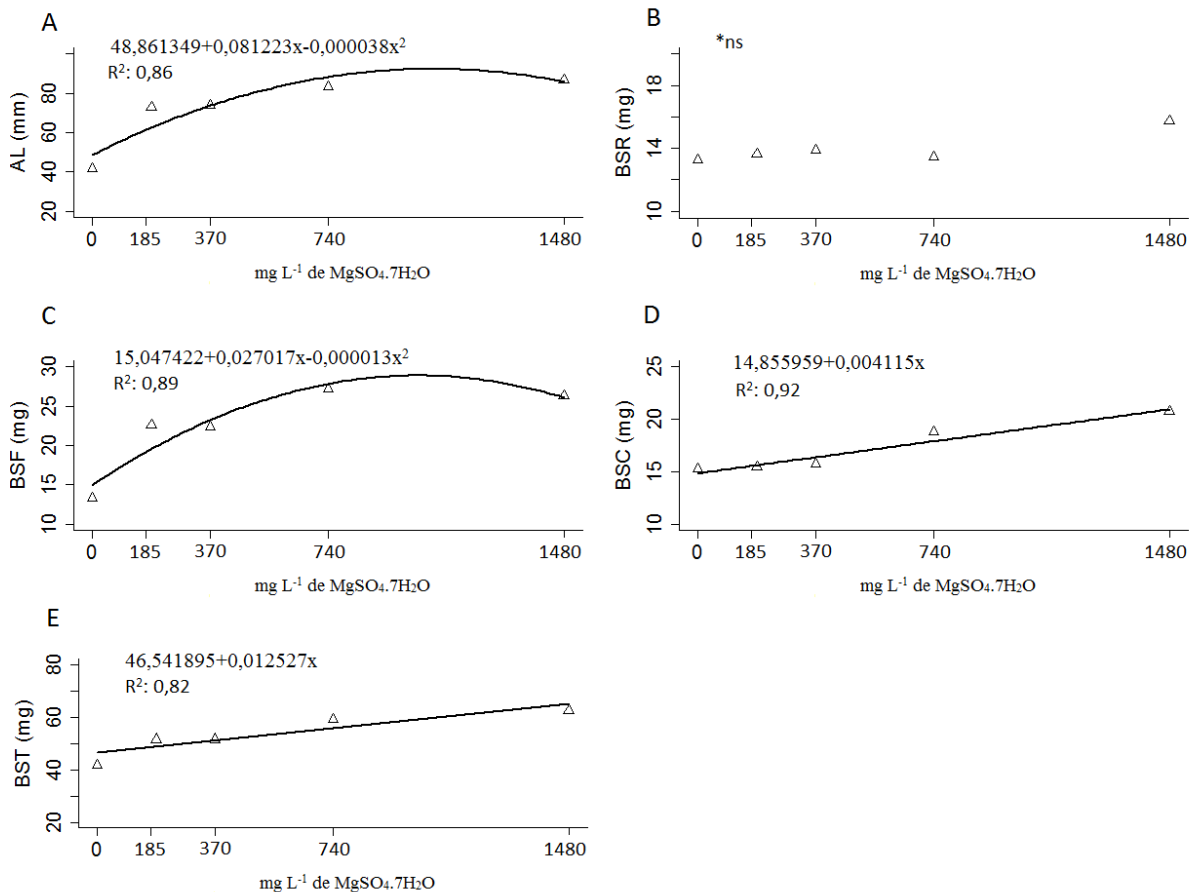 A
48,861349+0,081223x-0,000038x²
R²: 0,86
AL (mm)
80
60
40
20
0 185 370 740 1480
mg L⁻¹ de MgSO₄.7H₂O
B
*ns
BSR (mg)
18
14
10
0 185 370 740 1480
mg L⁻¹ de MgSO₄.7H₂O
C
15,047422+0,027017x-0,000013x²
R²: 0,89
BSF (mg)
30
25
20
15
10
0 185 370 740 1480
mg L⁻¹ de MgSO₄.7H₂O
D
14,855959+0,004115x
R²: 0,92
BSC (mg)
25
20
15
10
0 185 370 740 1480
mg L⁻¹ de MgSO₄.7H₂O
E
46,541895+0,012527x
R²: 0,82
BST (mg)
80
60
40
20
0 185 370 740 1480
mg L⁻¹ de MgSO₄.7H₂O